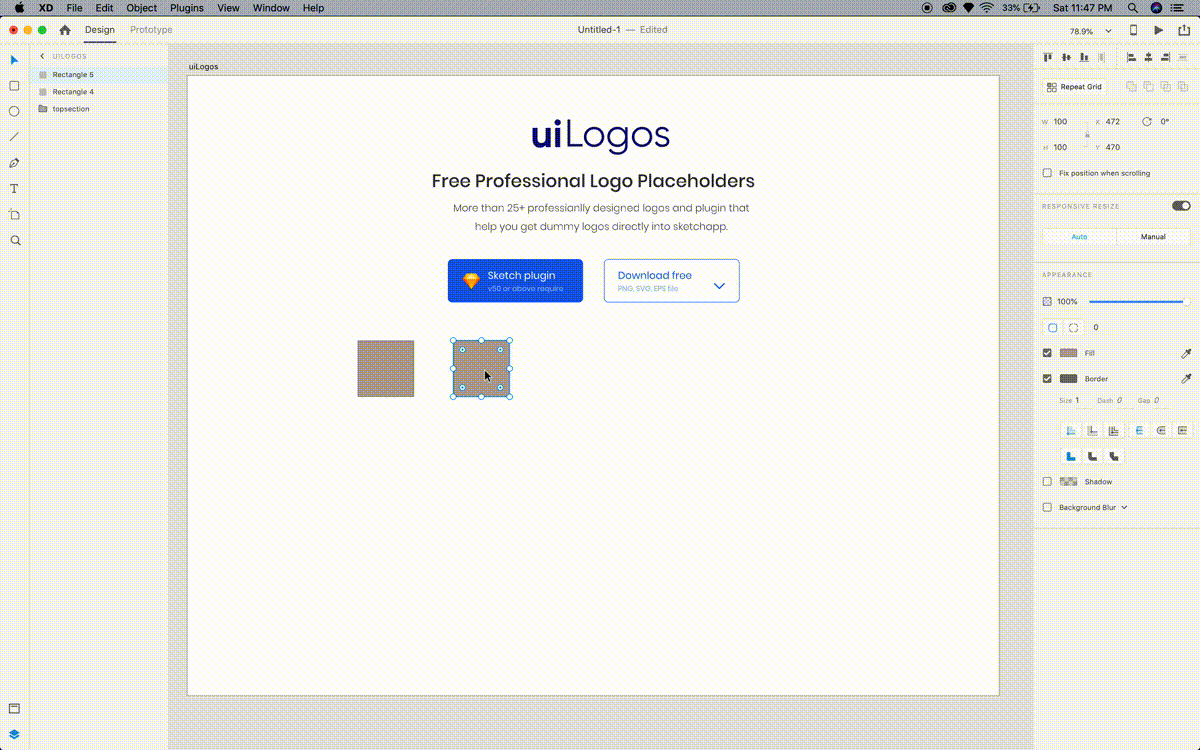 XD File Edit Object Plugins View Window Help 33% Sat 11:47 PM
Design Prototype Untitled-1 — Edited 78.9%
UILOGOS
Rectangle 5
Rectangle 4
topsection
uiLogos
uiLogos
Free Professional Logo Placeholders
More than 25+ professianlly designed logos and plugin that
help you get dummy logos directly into sketchapp.
Sketch plugin
v50 or above require
Download free
PNG, SVG, EPS file
Repeat Grid
W 100 X 472 0°
H 100 Y 470
Fix position when scrolling
RESPONSIVE RESIZE
Auto Manual
APPEARANCE
100%
0
Fill
Border
Size 1 Dash 0 Gap 0
Shadow
Background Blur